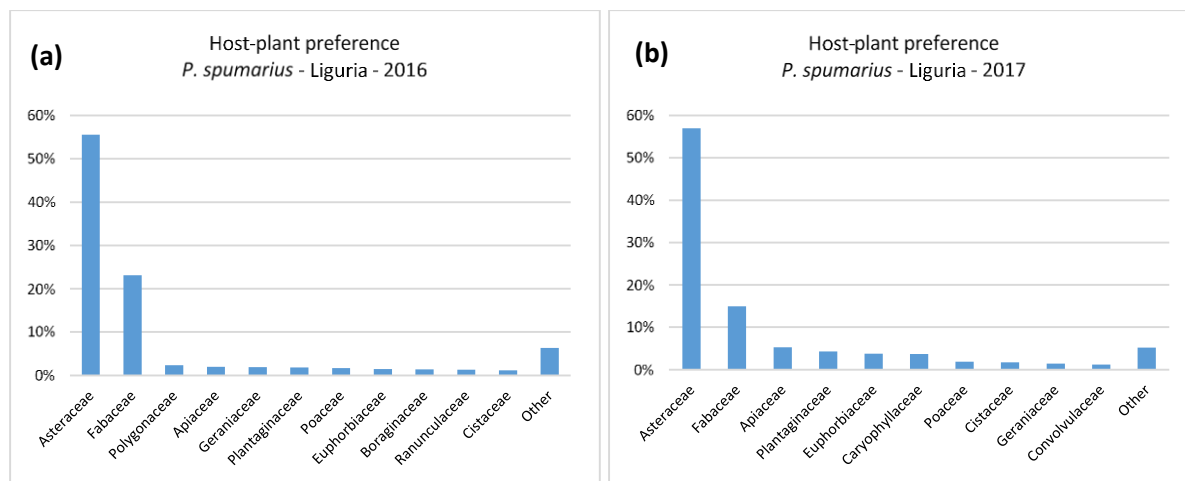 (a)
Host-plant preference
P. spumarius - Liguria - 2016
60%
50%
40%
30%
20%
10%
0%
Asteraceae
Fabaceae
Polygonaceae
Apiaceae
Geraniaceae
Plantaginaceae
Poaceae
Euphorbiaceae
Boraginaceae
Ranunculaceae
Cistaceae
Other
(b)
Host-plant preference
P. spumarius - Liguria - 2017
60%
50%
40%
30%
20%
10%
0%
Asteraceae
Fabaceae
Apiaceae
Plantaginaceae
Euphorbiaceae
Caryophyllaceae
Poaceae
Cistaceae
Geraniaceae
Convolvulaceae
Other